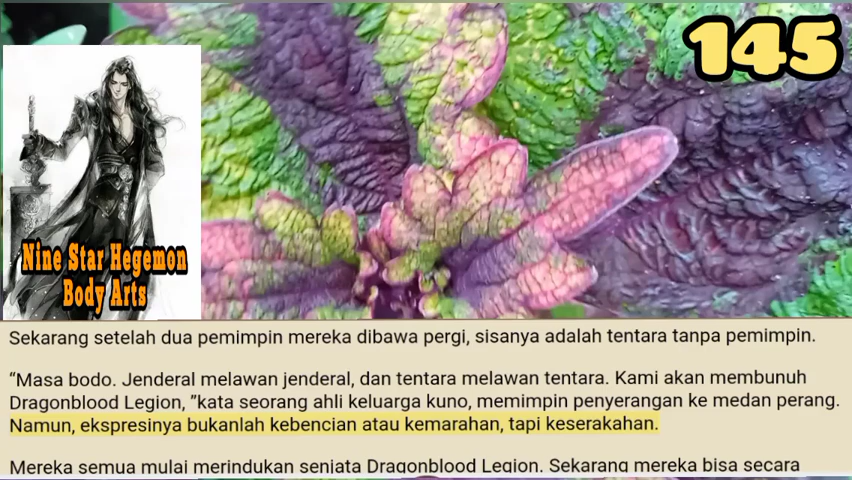 145
Nine Star Hegemon
Body Arts
Sekarang setelah dua pemimpin mereka dibawa pergi, sisanya adalah tentara tanpa pemimpin.
“Masa bodo. Jenderal melawan jenderal, dan tentara melawan tentara. Kami akan membunuh
Dragonblood Legion, ”kata seorang ahli keluarga kuno, memimpin penyerangan ke medan perang.
Namun, ekspresinya bukanlah kebencian atau kemarahan, tapi keserakahan.
Mereka semua mulai merindukan senjata Dragonblood Legion. Sekarang mereka bisa secara